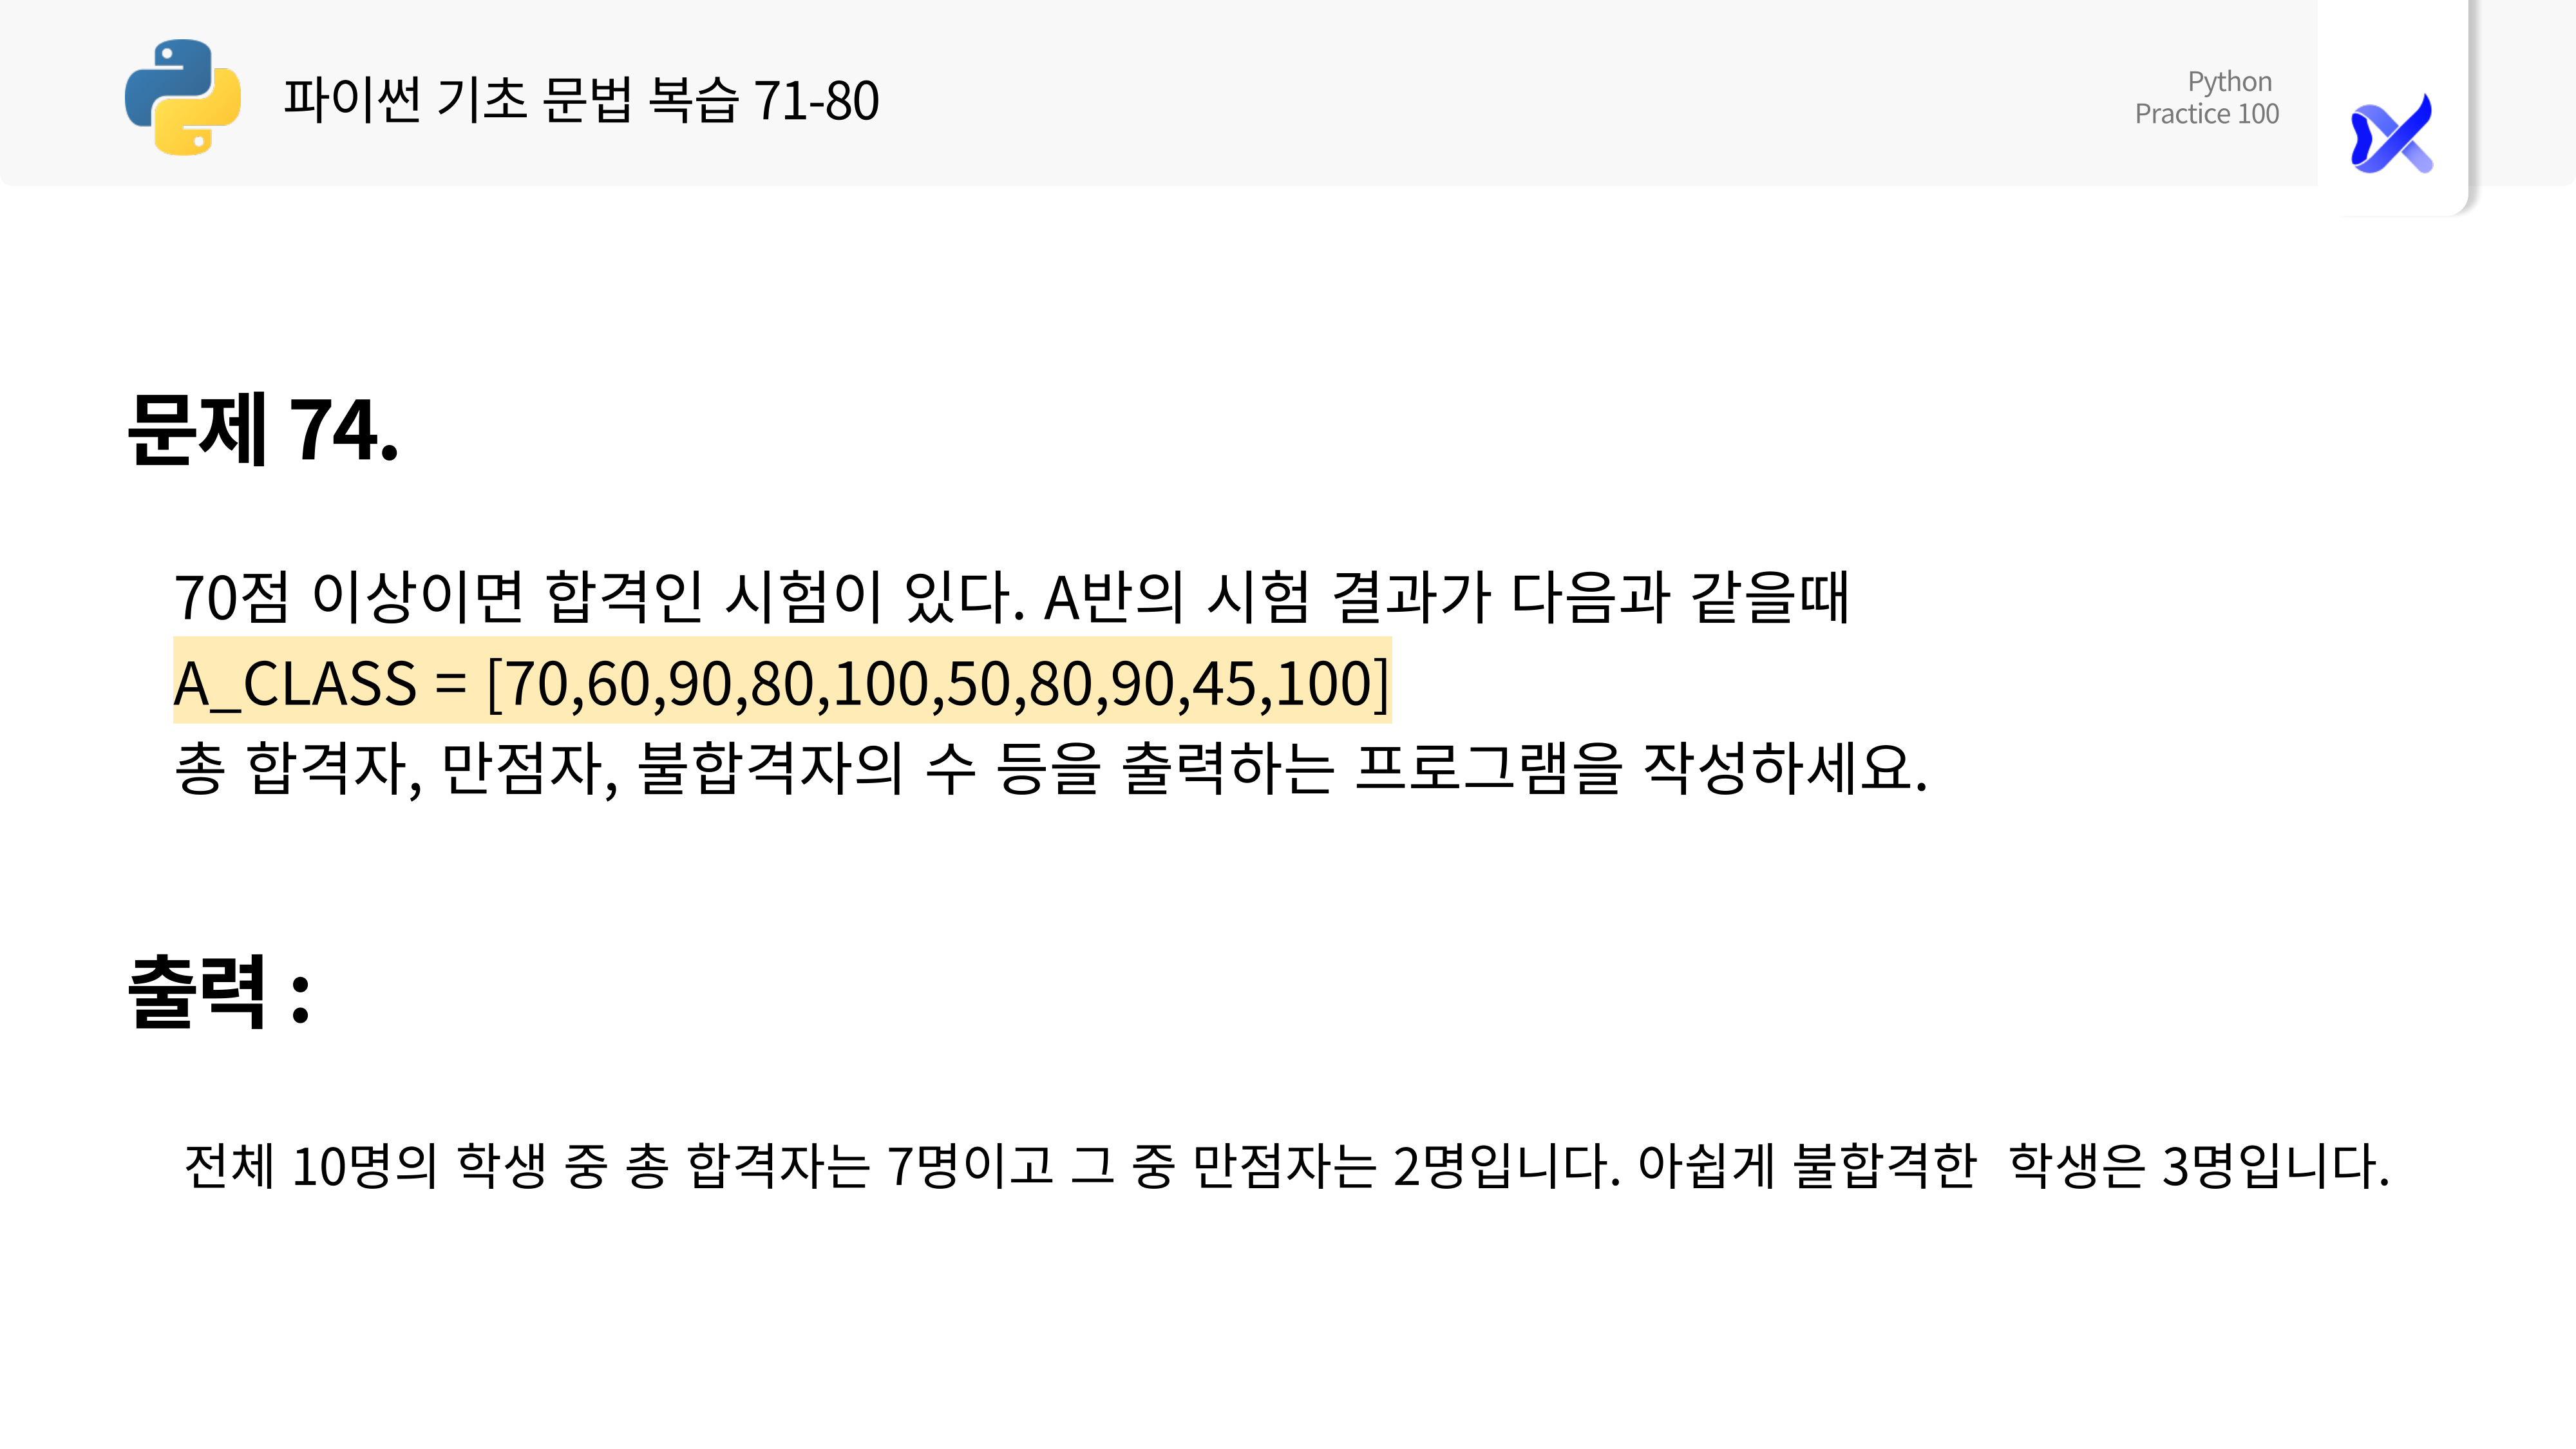 파이썬 기초 문법 복습 71-80
Python
Practice 100
문제 74.
70점 이상이면 합격인 시험이 있다. A반의 시험 결과가 다음과 같을때
A_CLASS = [70,60,90,80,100,50,80,90,45,100]
총 합격자, 만점자, 불합격자의 수 등을 출력하는 프로그램을 작성하세요.
출력 :
전체 10명의 학생 중 총 합격자는 7명이고 그 중 만점자는 2명입니다. 아쉽게 불합격한  학생은 3명입니다.